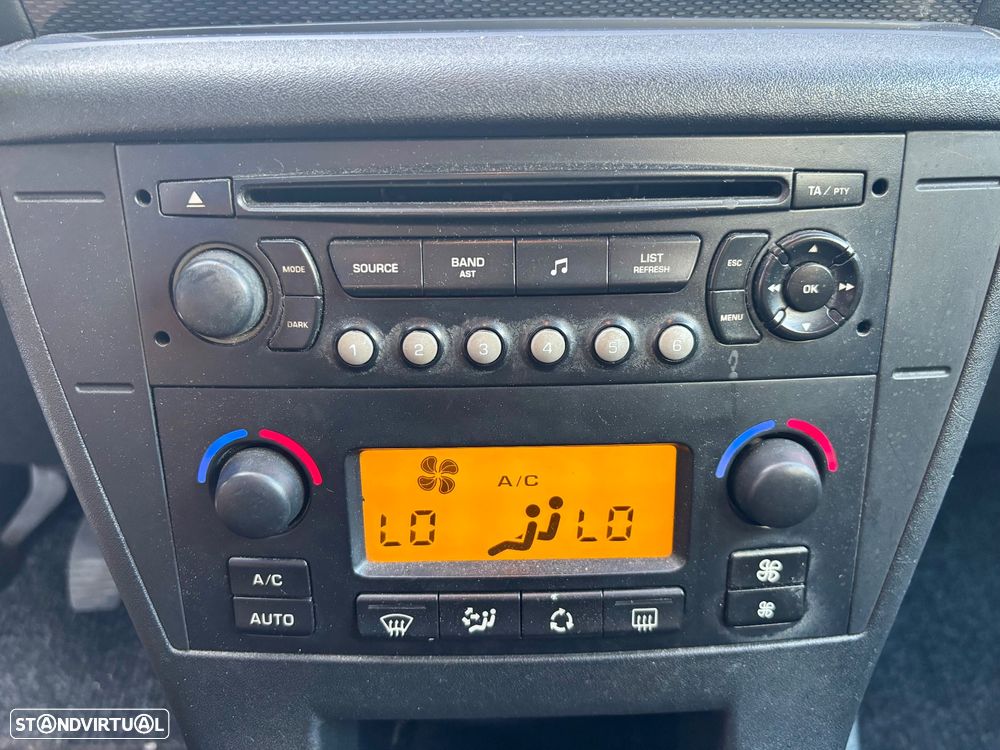 TA / PTY
MODE
DARK
SOURCE
BAND
AST
LIST
REFRESH
ESC
MENU
OK
1 2 3 4 5 6
A/C
LO LO
A/C
AUTO
STANDVIRTUAL